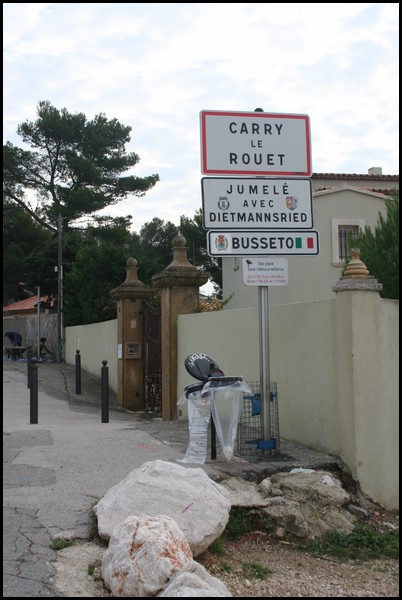 CARRY
LE
ROUET
JUMELÉ
AVEC
DIETMANNSRIED
BUSSETO